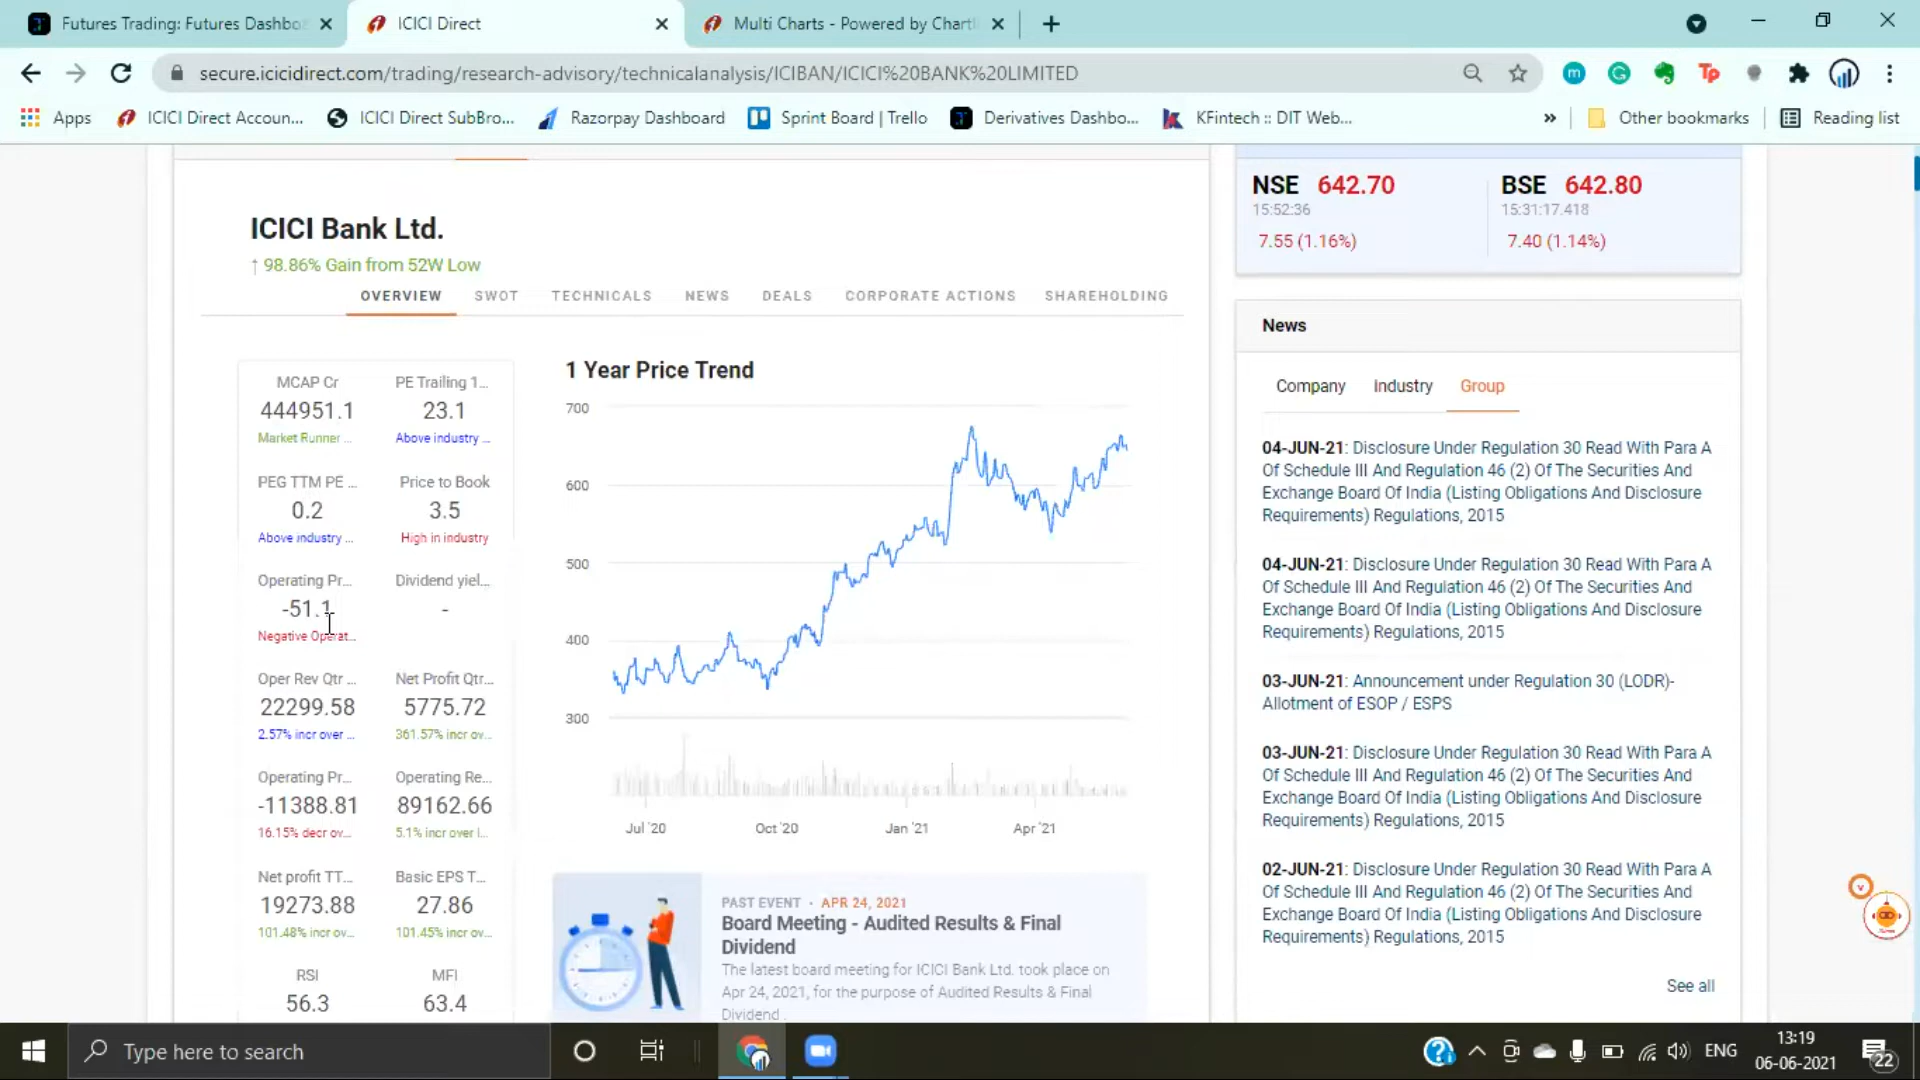 Futures Trading: Futures Dashbo
ICICI Direct
Multi Charts - Powered by Chart
secure.icicidirect.com/trading/research-advisory/technicalanalysis/ICIBAN/ICICI%20BANK%20LIMITED
Apps
ICICI Direct Accoun...
ICICI Direct SubBro...
Razorpay Dashboard
Sprint Board | Trello
Derivatives Dashbo...
KFintech :: DIT Web...
»
Other bookmarks
Reading list
ICICI Bank Ltd.
↑ 98.86% Gain from 52W Low
OVERVIEW
SWOT
TECHNICALS
NEWS
DEALS
CORPORATE ACTIONS
SHAREHOLDING
MCAP Cr
444951.1
Market Runner ...
PE Trailing 1...
23.1
Above industry ...
PEG TTM PE ...
0.2
Above industry ...
Price to Book
3.5
High in industry
Operating Pr...
-51.1
Negative Operat...
Dividend yiel...
-
Oper Rev Qtr ...
22299.58
2.57% incr over ...
Net Profit Qtr...
5775.72
361.57% incr ov...
Operating Pr...
-11388.81
16.15% decr ov...
Operating Re...
89162.66
5.1% incr over l...
Net profit TT...
19273.88
101.48% incr ov...
Basic EPS T...
27.86
101.45% incr ov...
RSI
56.3
MFI
63.4
1 Year Price Trend
700
600
500
400
300
Jul '20
Oct '20
Jan '21
Apr '21
PAST EVENT • APR 24, 2021
Board Meeting - Audited Results & Final
Dividend
The latest board meeting for ICICI Bank Ltd. took place on
Apr 24, 2021, for the purpose of Audited Results & Final
Dividend .
NSE 642.70
15:52:36
7.55 (1.16%)
BSE 642.80
15:31:17.418
7.40 (1.14%)
News
Company
Industry
Group
04-JUN-21: Disclosure Under Regulation 30 Read With Para A
Of Schedule III And Regulation 46 (2) Of The Securities And
Exchange Board Of India (Listing Obligations And Disclosure
Requirements) Regulations, 2015
04-JUN-21: Disclosure Under Regulation 30 Read With Para A
Of Schedule III And Regulation 46 (2) Of The Securities And
Exchange Board Of India (Listing Obligations And Disclosure
Requirements) Regulations, 2015
03-JUN-21: Announcement under Regulation 30 (LODR)-
Allotment of ESOP / ESPS
03-JUN-21: Disclosure Under Regulation 30 Read With Para A
Of Schedule III And Regulation 46 (2) Of The Securities And
Exchange Board Of India (Listing Obligations And Disclosure
Requirements) Regulations, 2015
02-JUN-21: Disclosure Under Regulation 30 Read With Para A
Of Schedule III And Regulation 46 (2) Of The Securities And
Exchange Board Of India (Listing Obligations And Disclosure
Requirements) Regulations, 2015
See all
Type here to search
ENG
13:19
06-06-2021
22